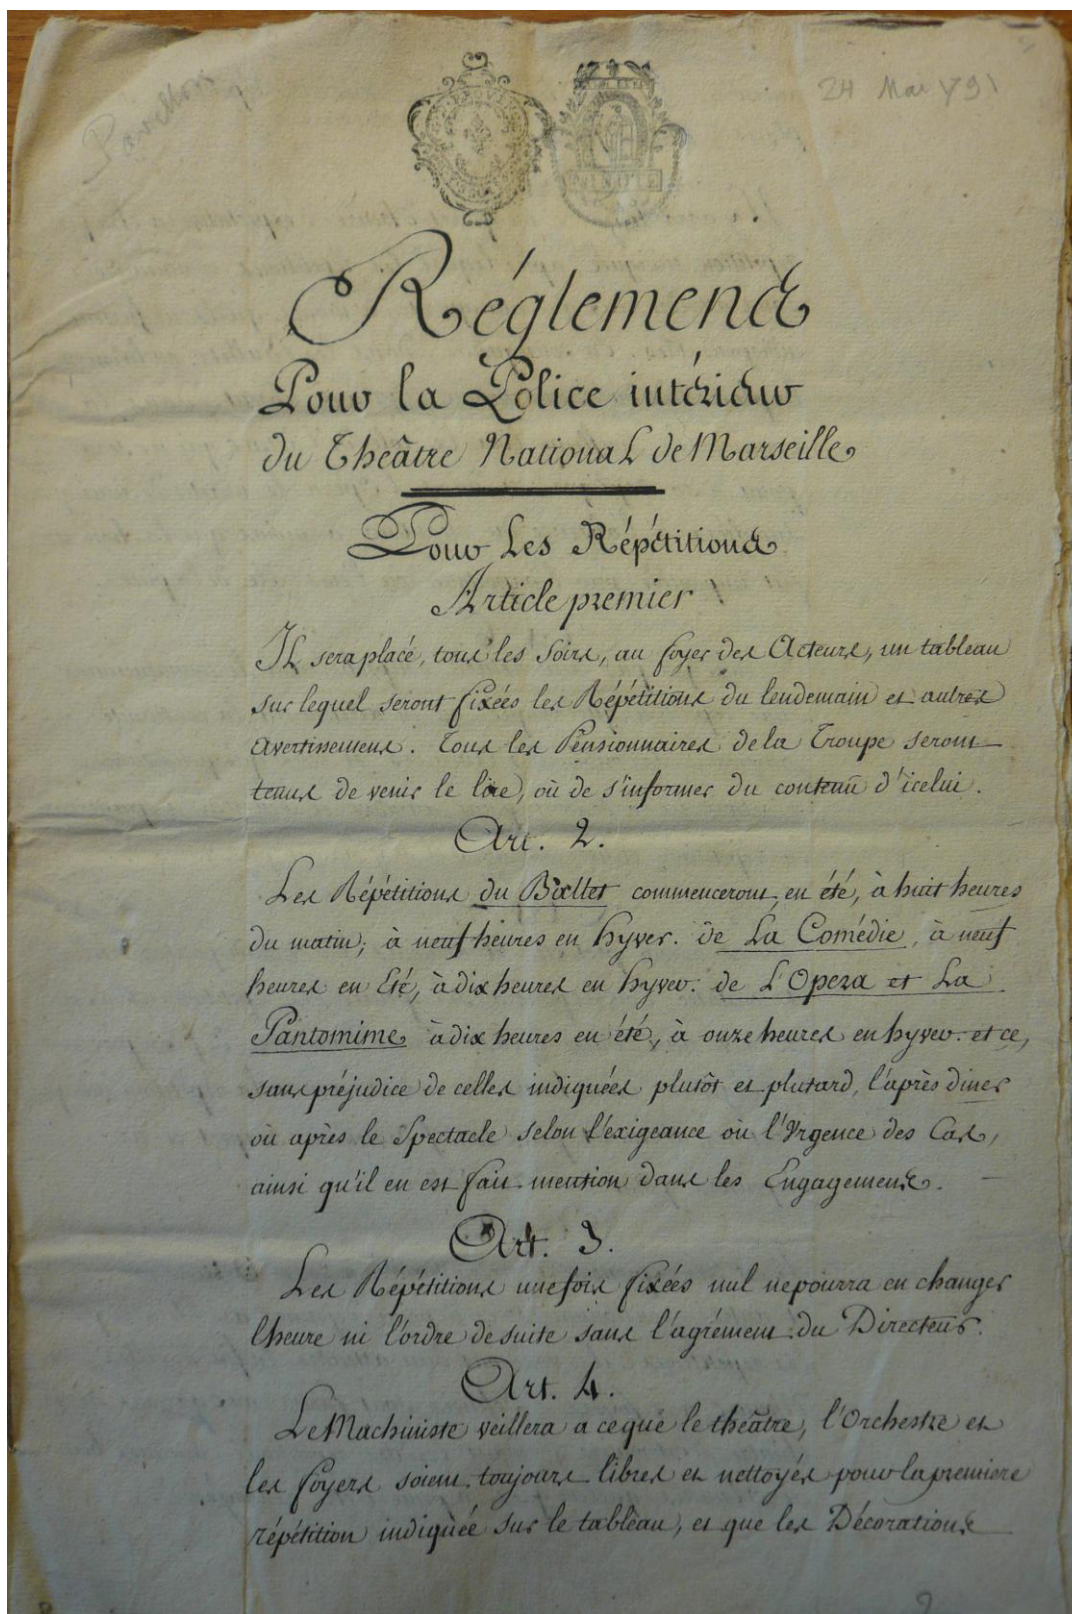 Pavillon
24 Mai 791
MINUTE
Réglement
Pour la Police intérieur
du Théâtre National de Marseille
Pour Les Répétitions
Article premier
Il sera placé, tous les soirs, au foyer des Acteurs, un tableau
sur lequel seront fixées les Répétitions du lendemain et autres
avertissemens. Tous les Pensionnaires de la Troupe seront
tenus de venir le lire, où de s'informer du contenu d'icelui.
Art. 2.
Les Répétitions du Ballet commenceront, en été, à huit heures
du matin; à neuf heures en hyver. de La Comédie, à neuf
heures en Eté, à dix heures en hyver. de L'Opera et La
Pantomime, à dix heures en été, à onze heures en hyver. et ce,
sans préjudice de celles indiquées plutôt et plutard, l'après diner
où après le Spectacle selon l'exigeance où l'Urgence des Cas,
ainsi qu'il en est fait mention dans les Engagemens.
Art. 3.
Les Répétitions une fois fixées nul ne pourra en changer
l'heure ni l'ordre de suite sans l'agrément du Directeur.
Art. 4.
Le Machiniste veillera a ce que le théâtre, l'Orchestre et
les foyers soient toujours libres et nettoyés pour la premiere
répétition indiquée sur le tableau, et que les Décorations